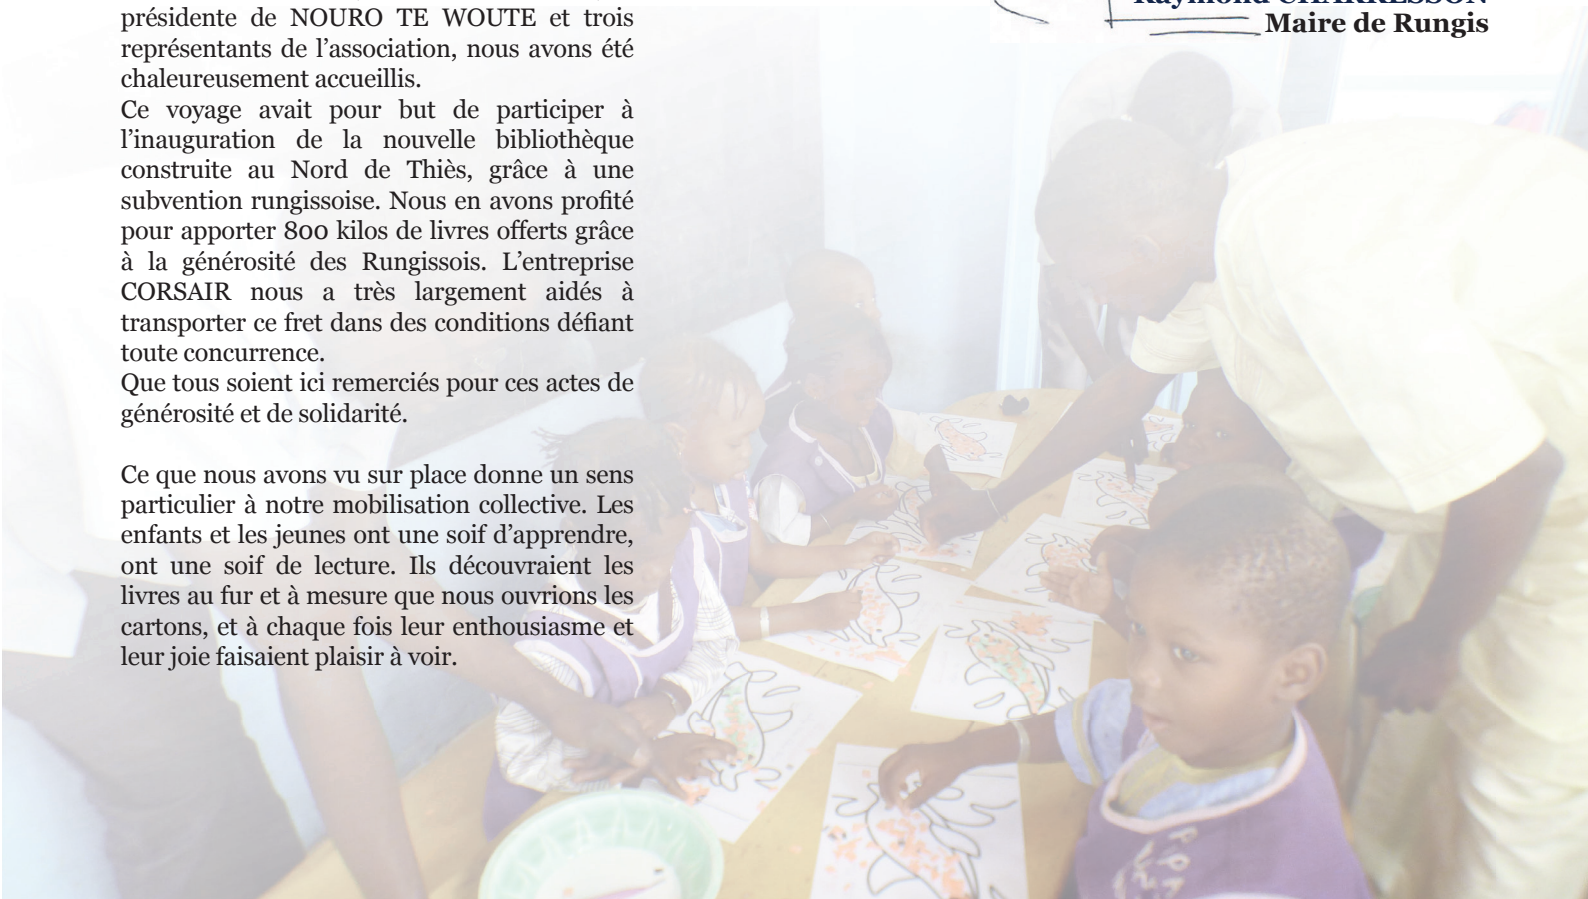 présidente de NOURO TE WOUTE et trois
représentants de l’association, nous avons été
chaleureusement accueillis.
Ce voyage avait pour but de participer à
l’inauguration de la nouvelle bibliothèque
construite au Nord de Thiès, grâce à une
subvention rungissoise. Nous en avons profité
pour apporter 800 kilos de livres offerts grâce
à la générosité des Rungissois. L’entreprise
CORSAIR nous a très largement aidés à
transporter ce fret dans des conditions défiant
toute concurrence.
Que tous soient ici remerciés pour ces actes de
générosité et de solidarité.
Ce que nous avons vu sur place donne un sens
particulier à notre mobilisation collective. Les
enfants et les jeunes ont une soif d’apprendre,
ont une soif de lecture. Ils découvraient les
livres au fur et à mesure que nous ouvrions les
cartons, et à chaque fois leur enthousiasme et
leur joie faisaient plaisir à voir.
Raymond CHARRESSON
Maire de Rungis